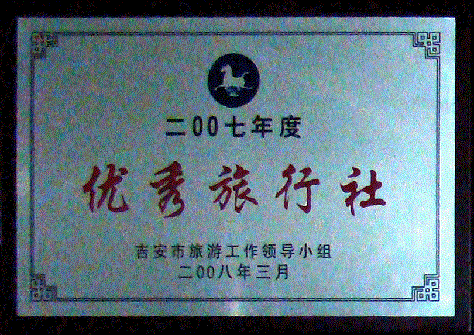 二00七年度
优秀旅行社
吉安市旅游工作领导小组
二00八年三月